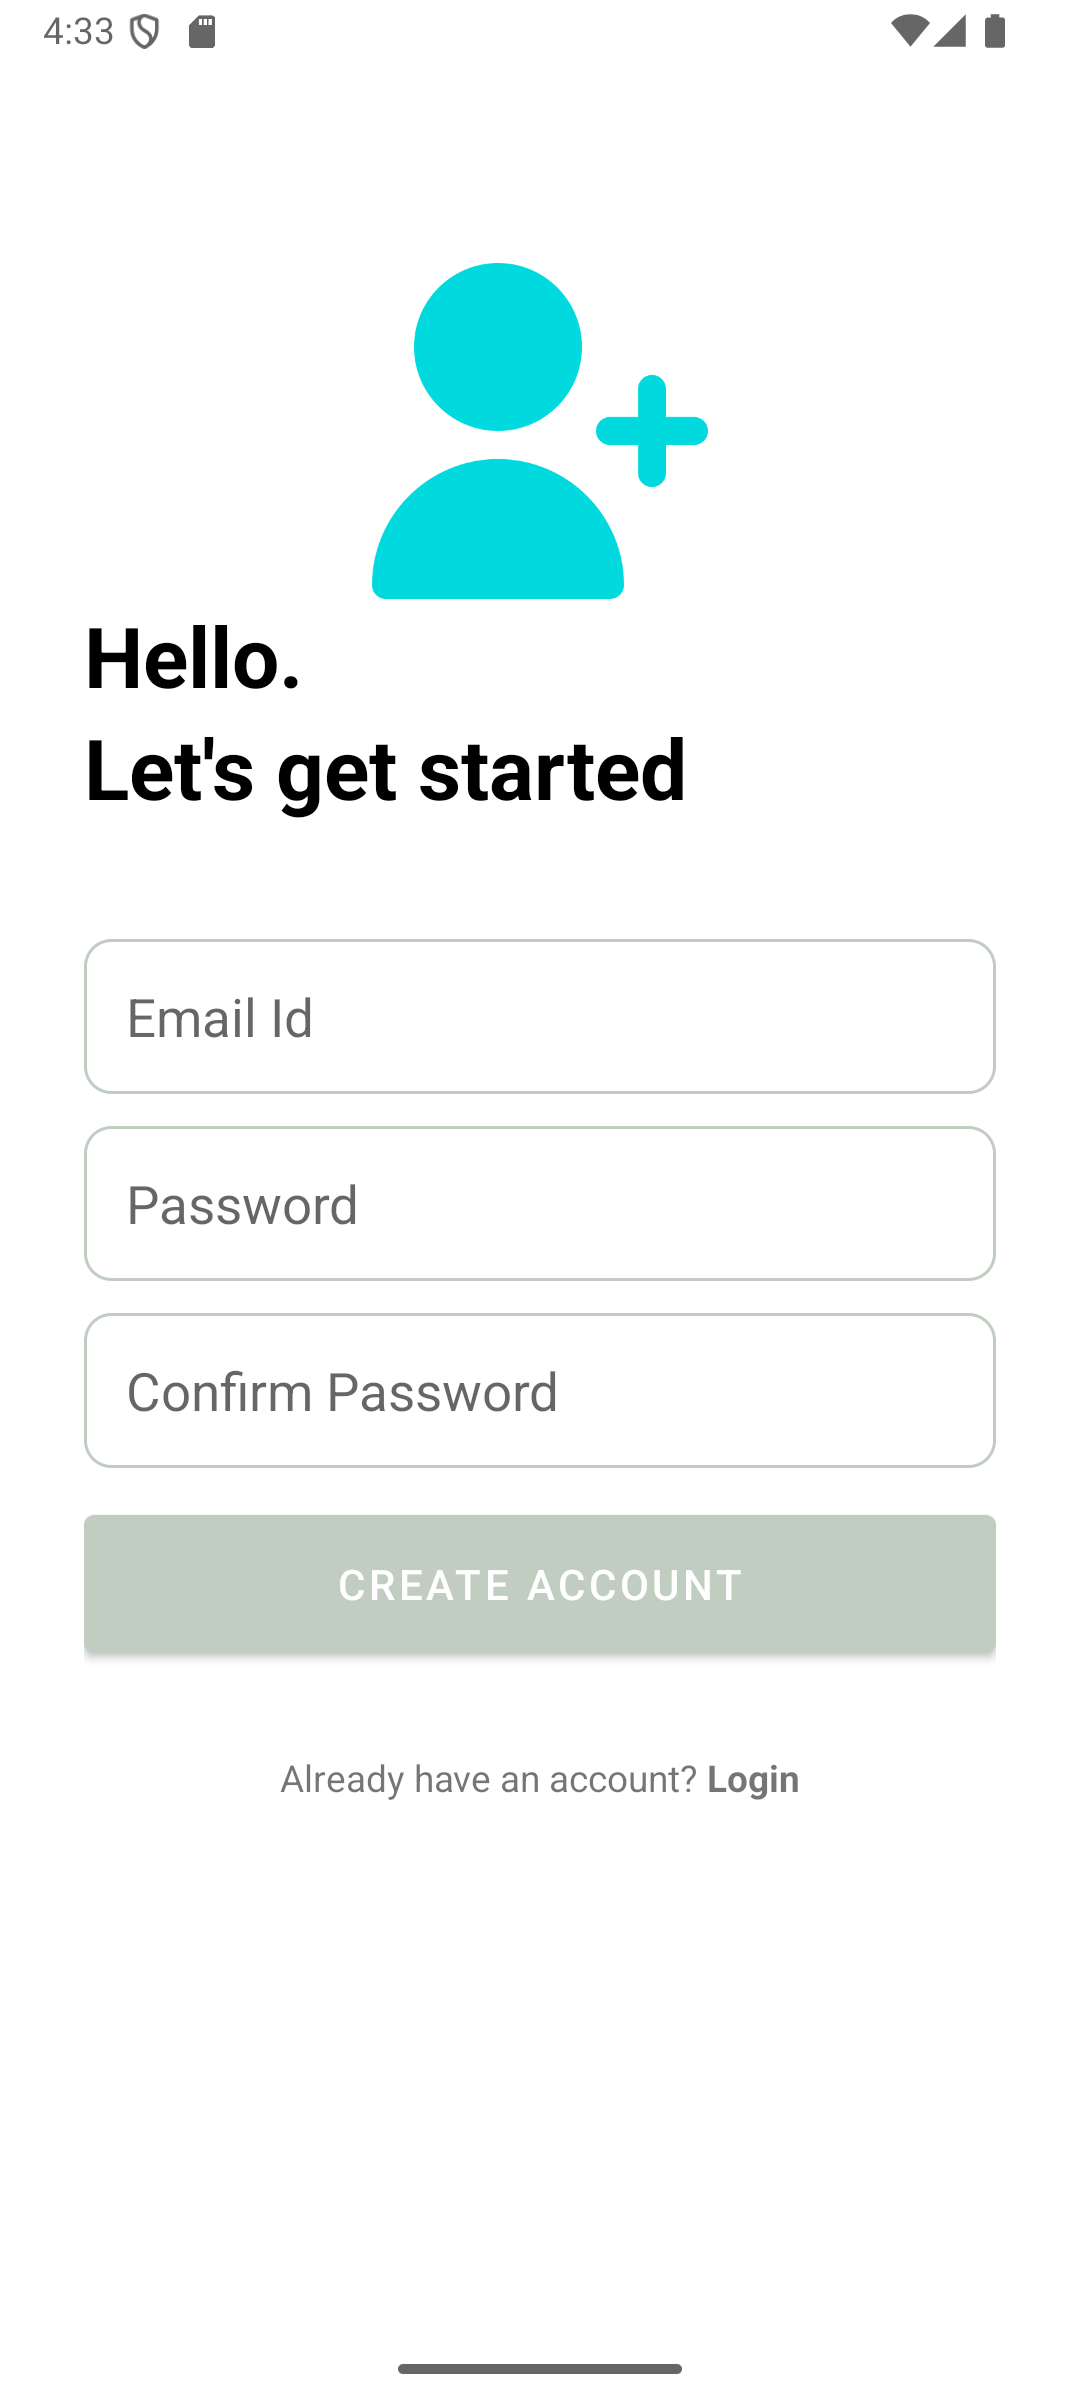 4:33
Hello.
Let's get started
Email Id
Password
Confirm Password
CREATE ACCOUNT
Already have an account? Login